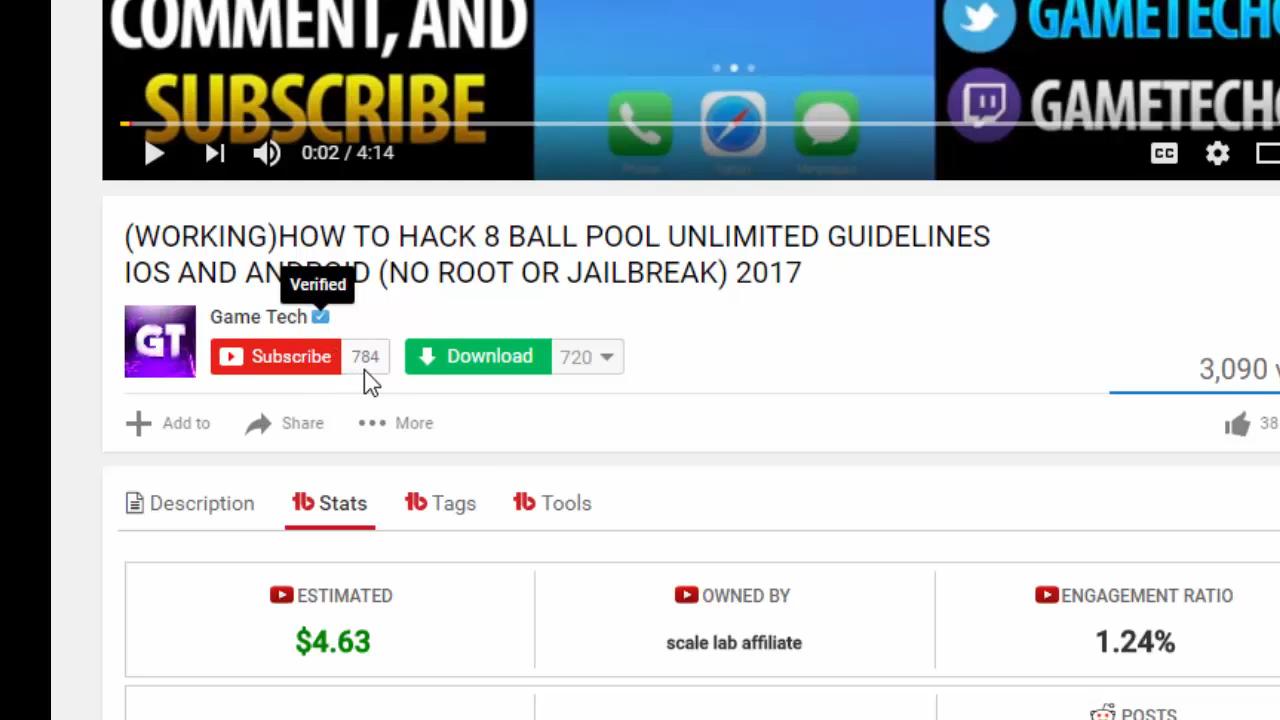 COMMENT, AND
SUBSCRIBE
GAMETECH
GAMETECH
0:02 / 4:14
CC
(WORKING)HOW TO HACK 8 BALL POOL UNLIMITED GUIDELINES
IOS AND ANDROID (NO ROOT OR JAILBREAK) 2017
Verified
GT
Game Tech
Subscribe 784 Download 720
3,090
Add to Share More
38
Description Stats Tags Tools
ESTIMATED
$4.63
OWNED BY
scale lab affiliate
ENGAGEMENT RATIO
1.24%
POSTS